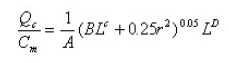 Q_c/C_m = 1/A (BL^c + 0.25r^2)^0.05 L^D